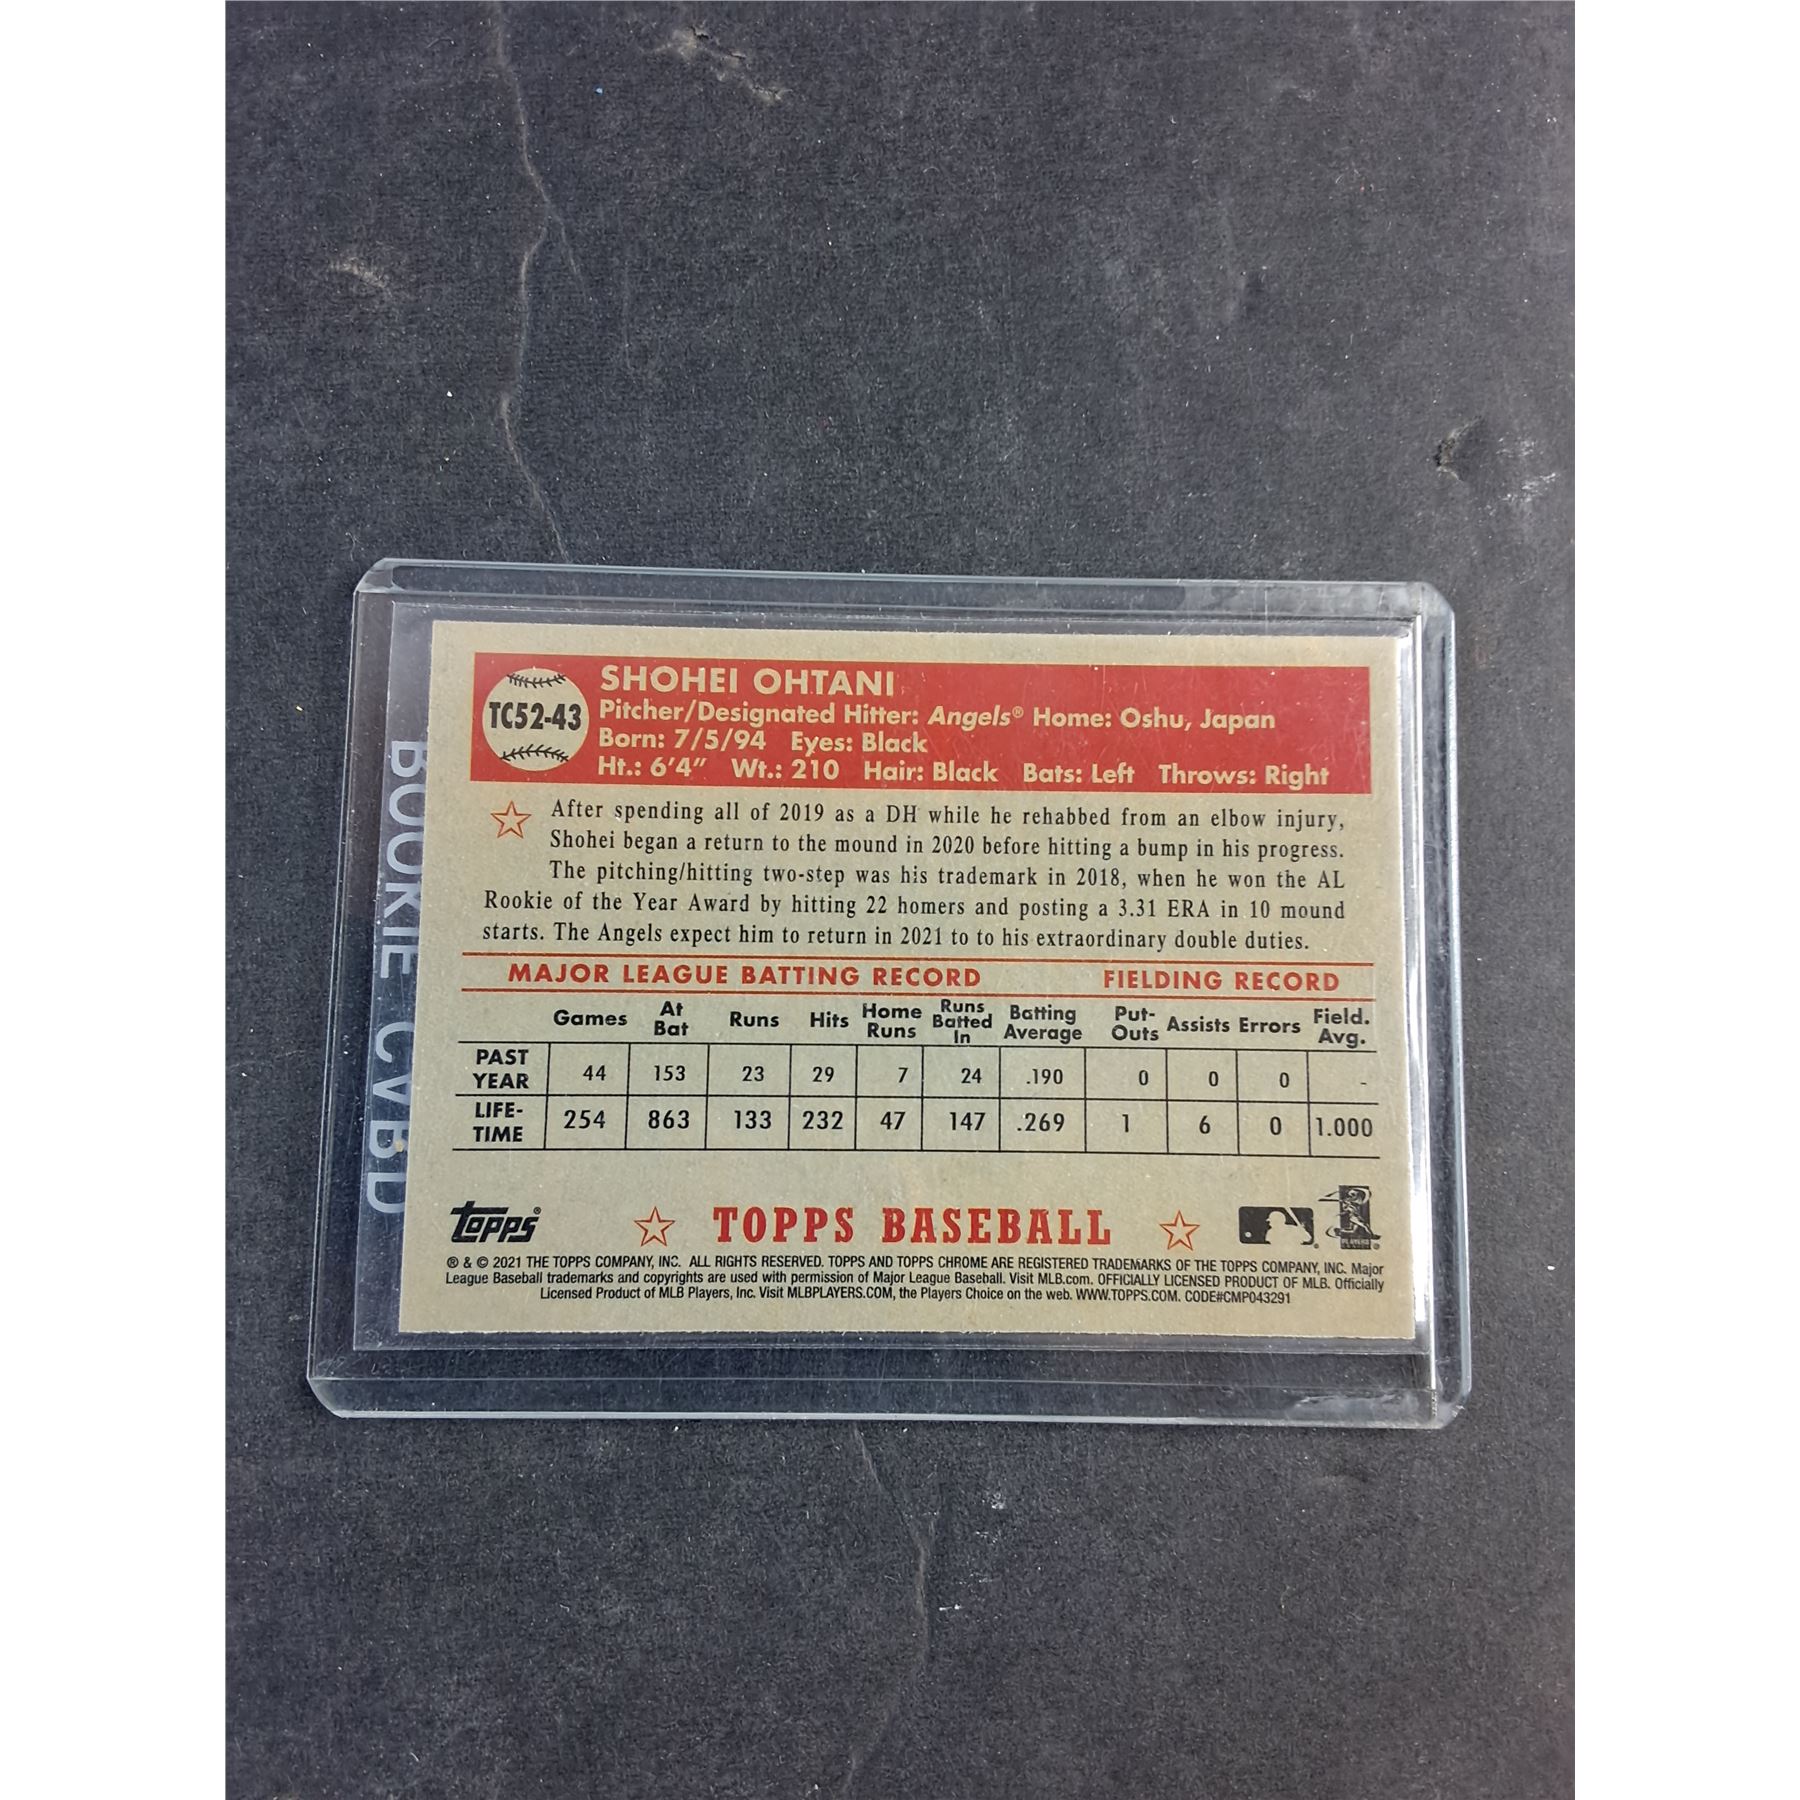 SHOHEI OHTANI
TC52-43
Pitcher/Designated Hitter: Angels® Home: Oshu, Japan
Born: 7/5/94 Eyes: Black
Ht.: 6'4" Wt.: 210 Hair: Black Bats: Left Throws: Right
After spending all of 2019 as a DH while he rehabbed from an elbow injury,
Shohei began a return to the mound in 2020 before hitting a bump in his progress.
The pitching/hitting two-step was his trademark in 2018, when he won the AL
Rookie of the Year Award by hitting 22 homers and posting a 3.31 ERA in 10 mound
starts. The Angels expect him to return in 2021 to to his extraordinary double duties.
MAJOR LEAGUE BATTING RECORD FIELDING RECORD
Games At Bat Runs Hits Home Runs Runs Batted In Batting Average Put-Outs Assists Errors Field. Avg.
PAST YEAR 44 153 23 29 7 24 .190 0 0 0 -
LIFE-TIME 254 863 133 232 47 147 .269 1 6 0 1.000
topps® TOPPS BASEBALL
® & © 2021 THE TOPPS COMPANY, INC. ALL RIGHTS RESERVED. TOPPS AND TOPPS CHROME ARE REGISTERED TRADEMARKS OF THE TOPPS COMPANY, INC. Major
League Baseball trademarks and copyrights are used with permission of Major League Baseball. Visit MLB.com. OFFICIALLY LICENSED PRODUCT OF MLB. Officially
Licensed Product of MLB Players, Inc. Visit MLBPLAYERS.COM, the Players Choice on the web. WWW.TOPPS.COM. CODE#CMP043291